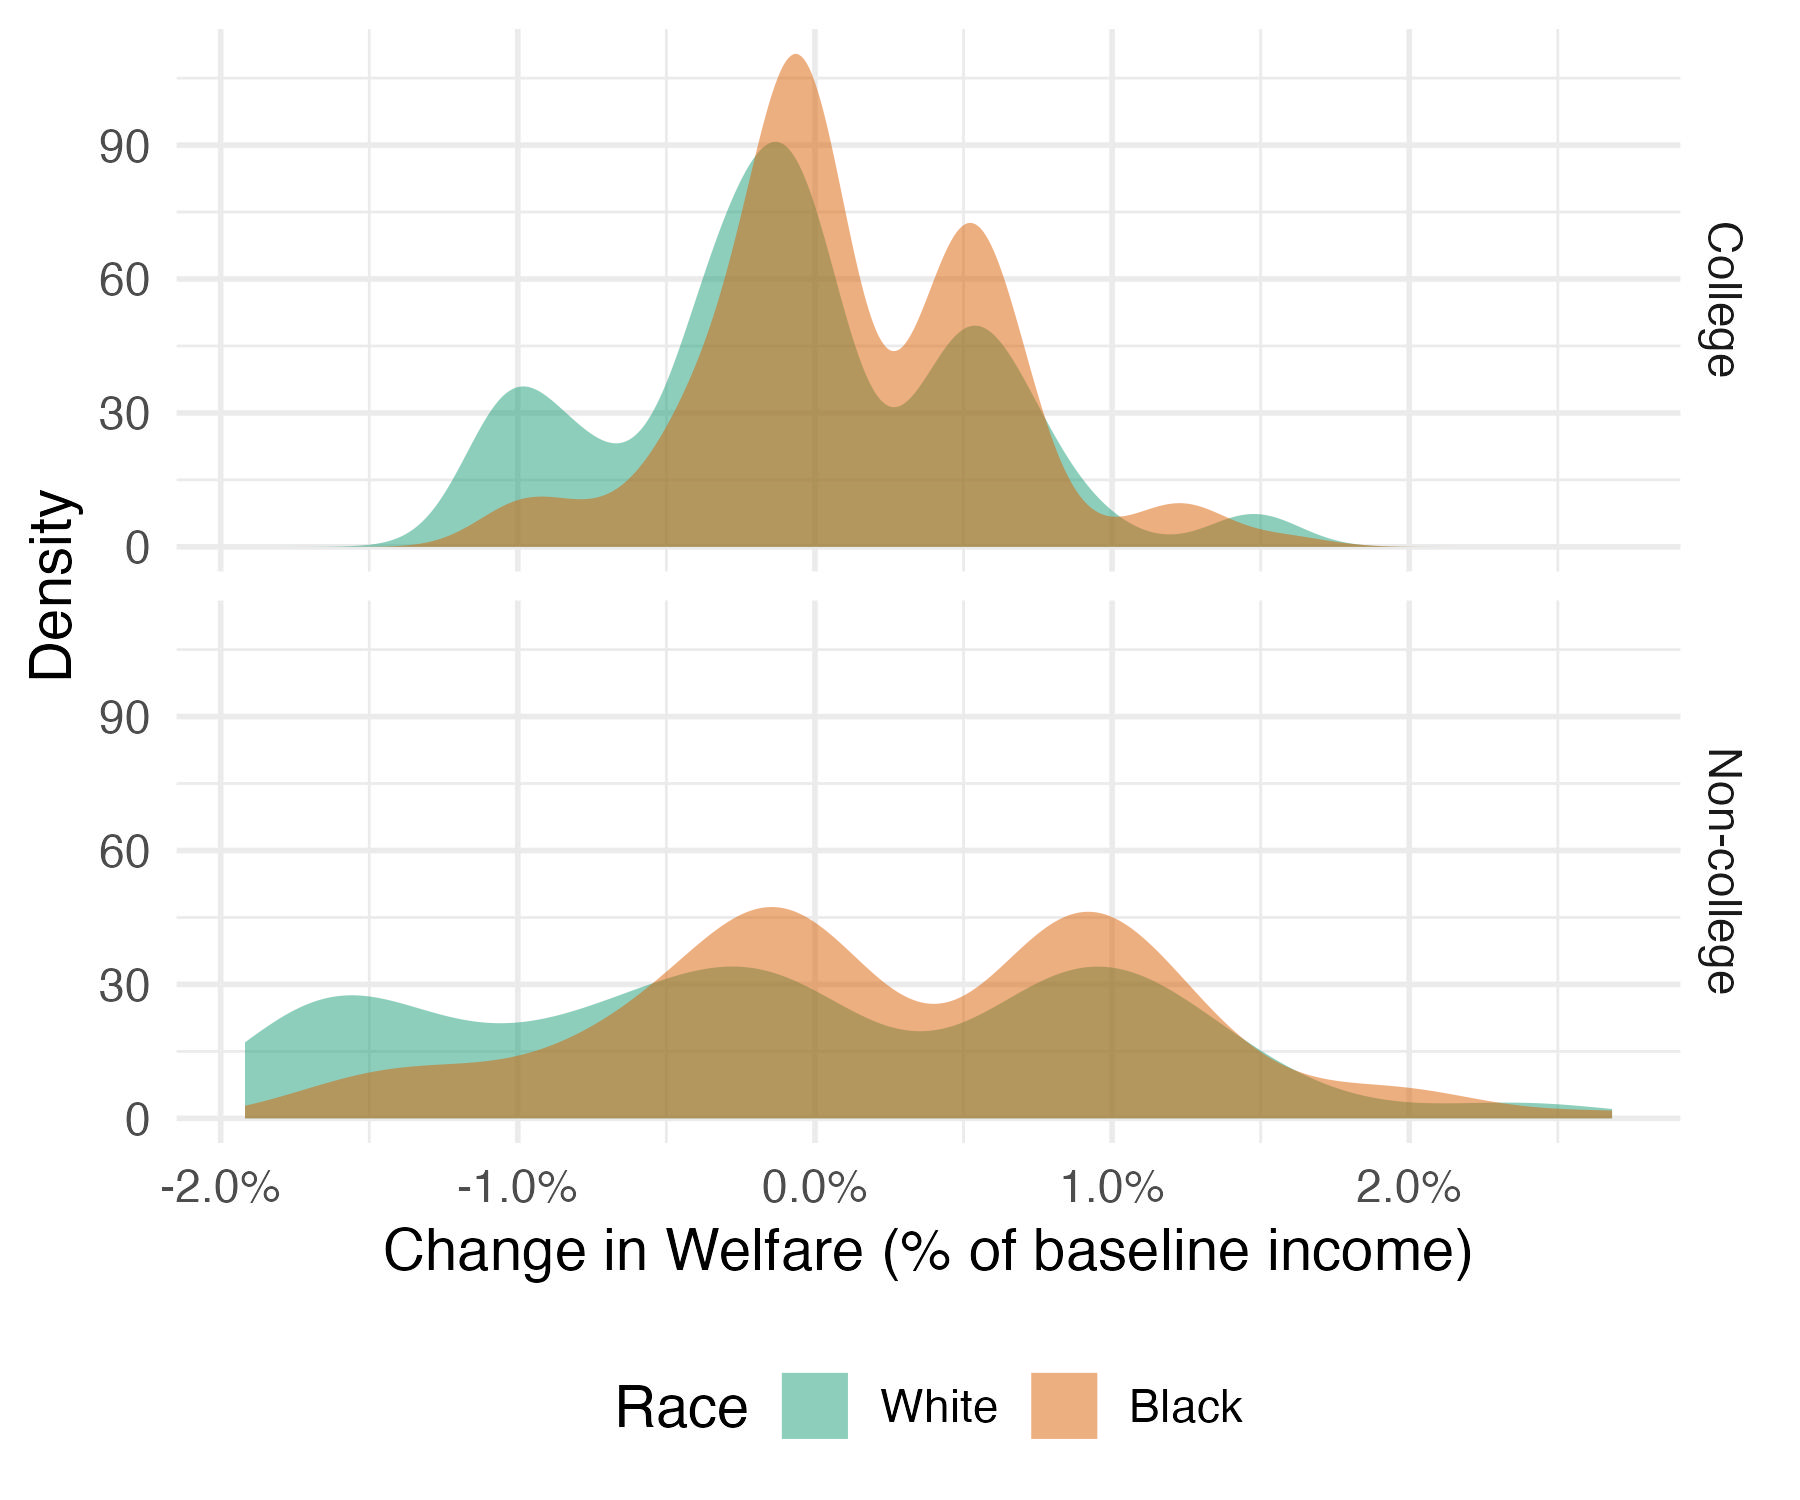 Density
90
60
30
0
College
90
60
30
0
Non-college
-2.0% -1.0% 0.0% 1.0% 2.0%
Change in Welfare (% of baseline income)
Race White Black